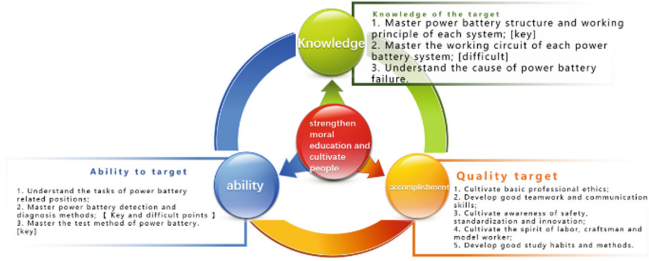 Knowledge of the target
1. Master power battery structure and working
principle of each system; [key]
2. Master the working circuit of each power
battery system; [difficult]
3. Understand the cause of power battery
failure.
Knowledge
strengthen
moral
education and
cultivate
people
Ability to target
1. Understand the tasks of power battery
related positions;
2. Master power battery detection and
diagnosis methods; 【 Key and difficult points 】
3. Master the test method of power battery.
[key]
ability
accomplishment
Quality target
1. Cultivate basic professional ethics;
2. Develop good teamwork and communication
skills;
3. Cultivate awareness of safety,
standardization and innovation;
4. Cultivate the spirit of labor, craftsman and
model worker;
5. Develop good study habits and methods.